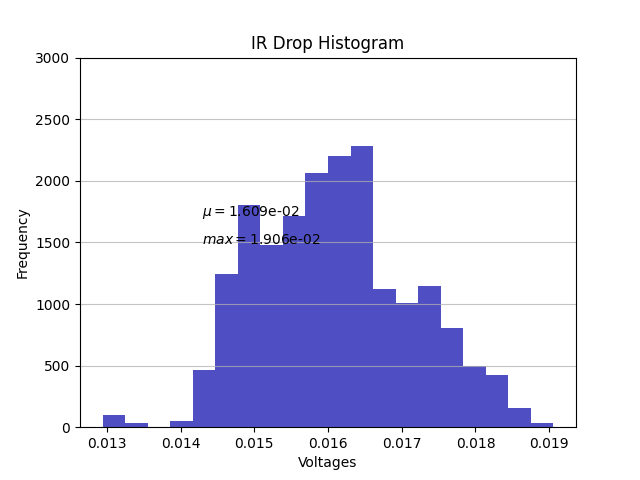 IR Drop Histogram
3000
2500
2000
1500
1000
500
0
Frequency
μ = 1.609e-02
max = 1.906e-02
0.013 0.014 0.015 0.016 0.017 0.018 0.019
Voltages